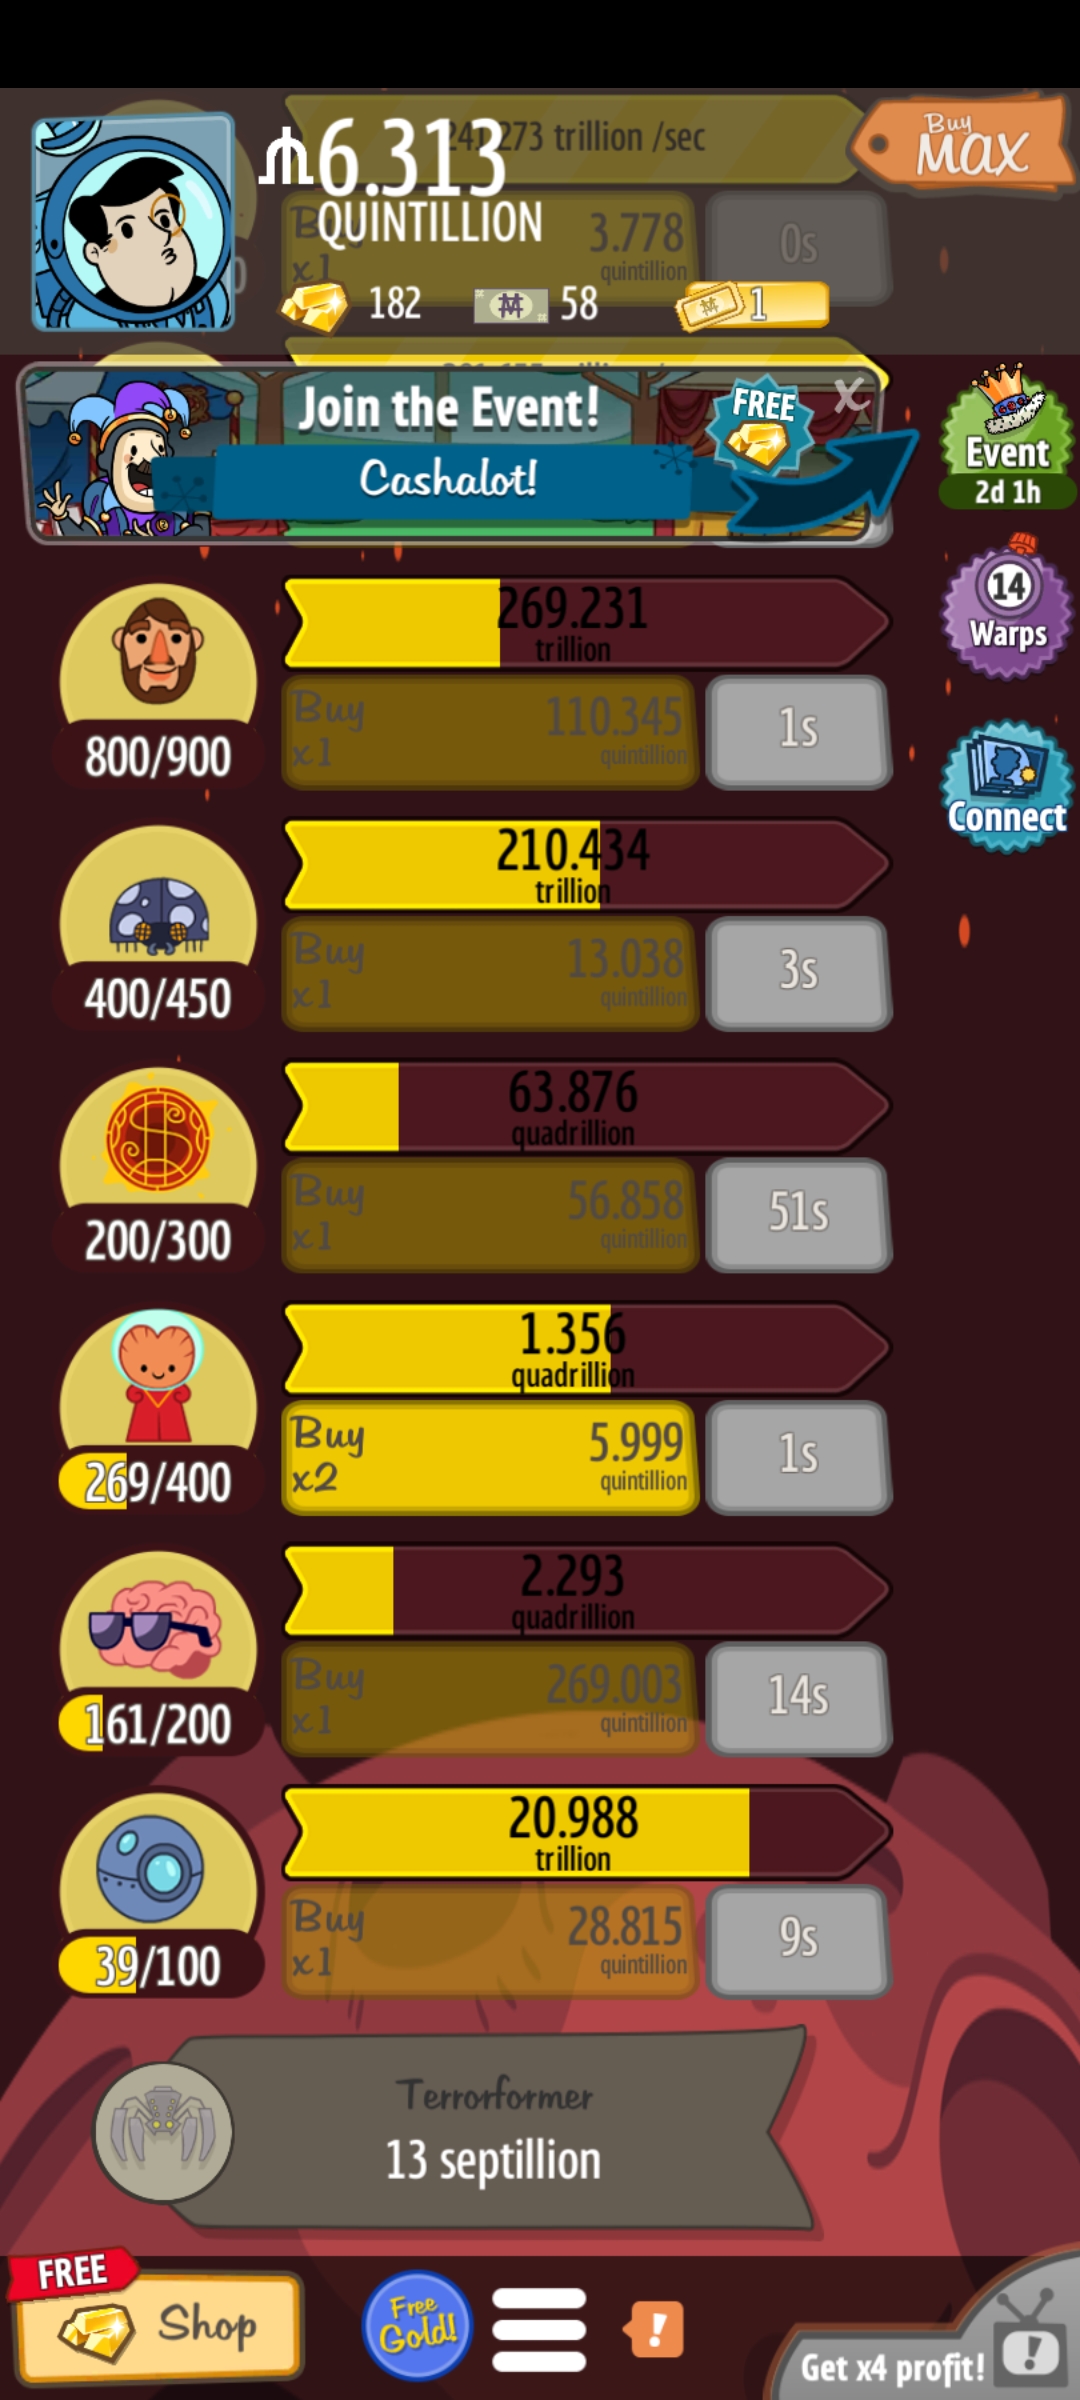 241.273 trillion /sec
6.313
QUINTILLION
Buy
MAX
Buy
x1
3.778
quintillion
0s
182
58
1
Join the Event!
Cashalot!
FREE
X
Event
2d 1h
269.231
trillion
14
Warps
800/900
Buy
x1
110.345
quintillion
1s
Connect
210.434
trillion
400/450
Buy
x1
13.038
quintillion
3s
63.876
quadrillion
200/300
Buy
x1
56.858
quintillion
51s
1.356
quadrillion
269/400
Buy
x2
5.999
quintillion
1s
2.293
quadrillion
161/200
Buy
x1
269.003
quintillion
14s
20.988
trillion
39/100
Buy
x1
28.815
quintillion
9s
Terrorformer
13 septillion
FREE
Shop
Free
Gold!
!
Get x4 profit!
!